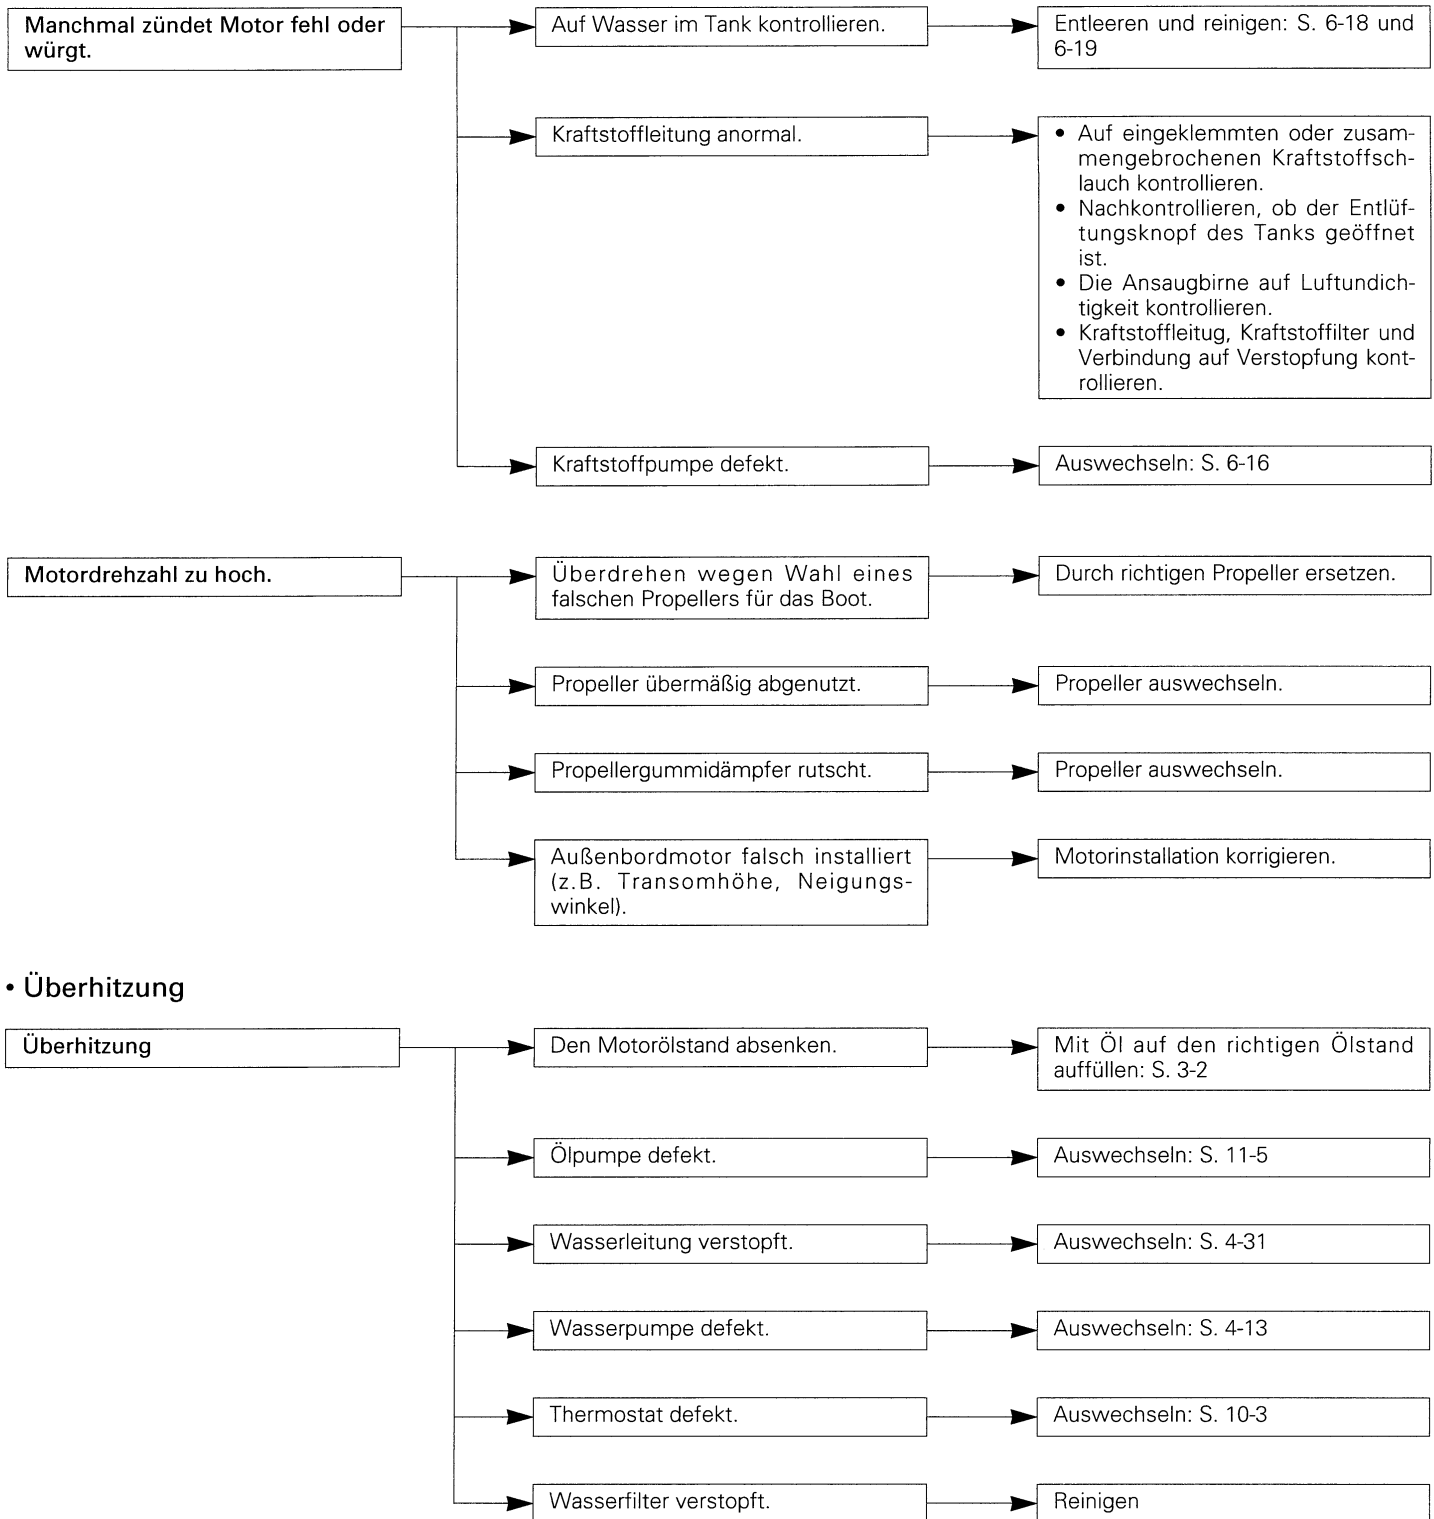 Manchmal zündet Motor fehl oder
würgt.
Auf Wasser im Tank kontrollieren.
Entleeren und reinigen: S. 6-18 und
6-19
Kraftstoffleitung anormal.
• Auf eingeklemmten oder zusam-
mengebrochenen Kraftstoffsch-
lauch kontrollieren.
• Nachkontrollieren, ob der Entlüf-
tungsknopf des Tanks geöffnet
ist.
• Die Ansaugbirne auf Luftundich-
tigkeit kontrollieren.
• Kraftstoffleitug, Kraftstoffilter und
Verbindung auf Verstopfung kont-
rollieren.
Kraftstoffpumpe defekt.
Auswechseln: S. 6-16
Motordrehzahl zu hoch.
Überdrehen wegen Wahl eines
falschen Propellers für das Boot.
Durch richtigen Propeller ersetzen.
Propeller übermäßig abgenutzt.
Propeller auswechseln.
Propellergummidämpfer rutscht.
Propeller auswechseln.
Außenbordmotor falsch installiert
(z.B. Transomhöhe, Neigungs-
winkel).
Motorinstallation korrigieren.
• Überhitzung
Überhitzung
Den Motorölstand absenken.
Mit Öl auf den richtigen Ölstand
auffüllen: S. 3-2
Ölpumpe defekt.
Auswechseln: S. 11-5
Wasserleitung verstopft.
Auswechseln: S. 4-31
Wasserpumpe defekt.
Auswechseln: S. 4-13
Thermostat defekt.
Auswechseln: S. 10-3
Wasserfilter verstopft.
Reinigen